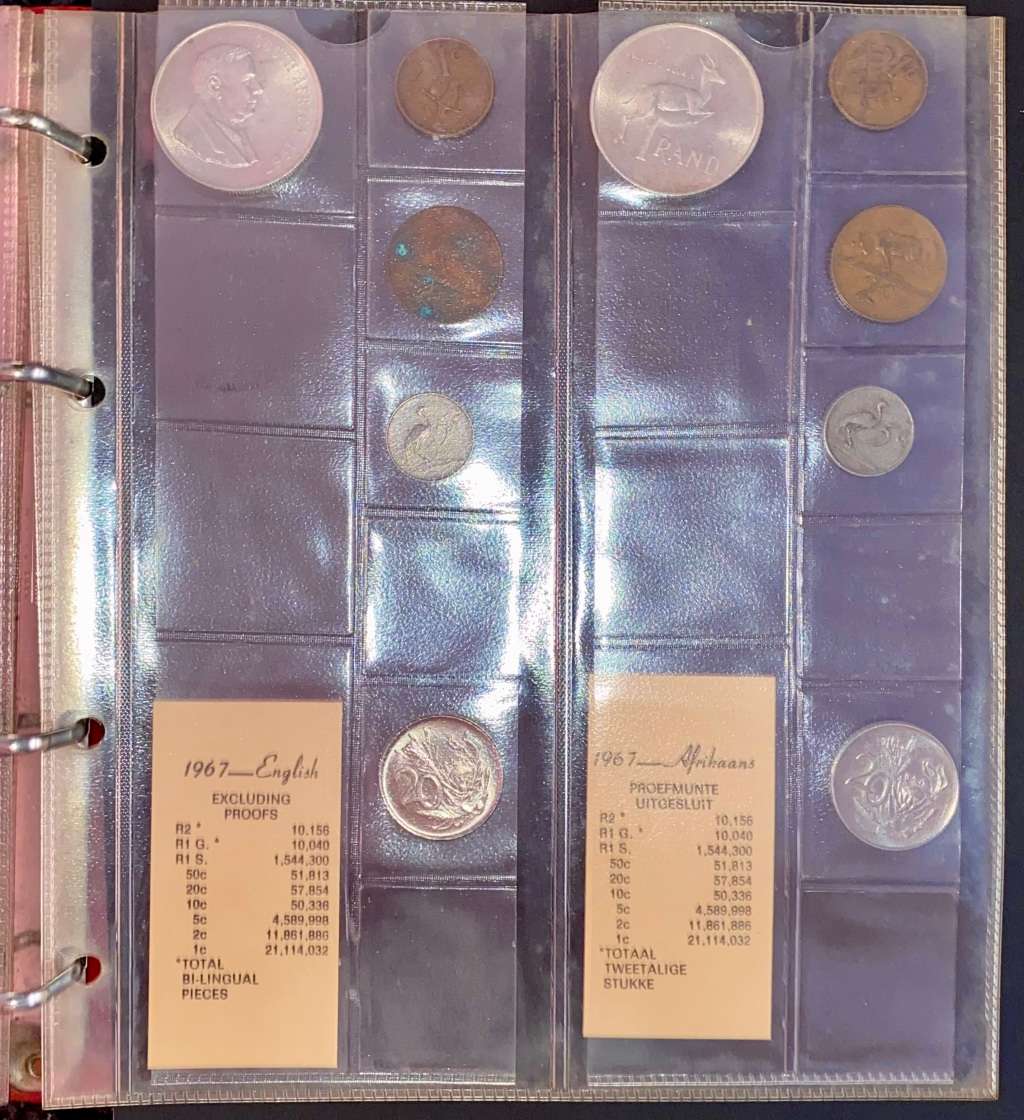 1
RAND
20
20
1967—English
EXCLUDING
PROOFS
R2 * 10,156
R1 G. * 10,040
R1 S. 1,544,300
50c 51,813
20c 57,854
10c 50,336
5c 4,589,998
2c 11,861,886
1c 21,114,032
*TOTAL
BI-LINGUAL
PIECES
1967—Afrikaans
PROEFMUNTE
UITGESLUIT
R2 * 10,156
R1 G. * 10,040
R1 S. 1,544,300
50c 51,813
20c 57,854
10c 50,336
5c 4,589,998
2c 11,861,886
1c 21,114,032
*TOTAAL
TWEETALIGE
STUKKE